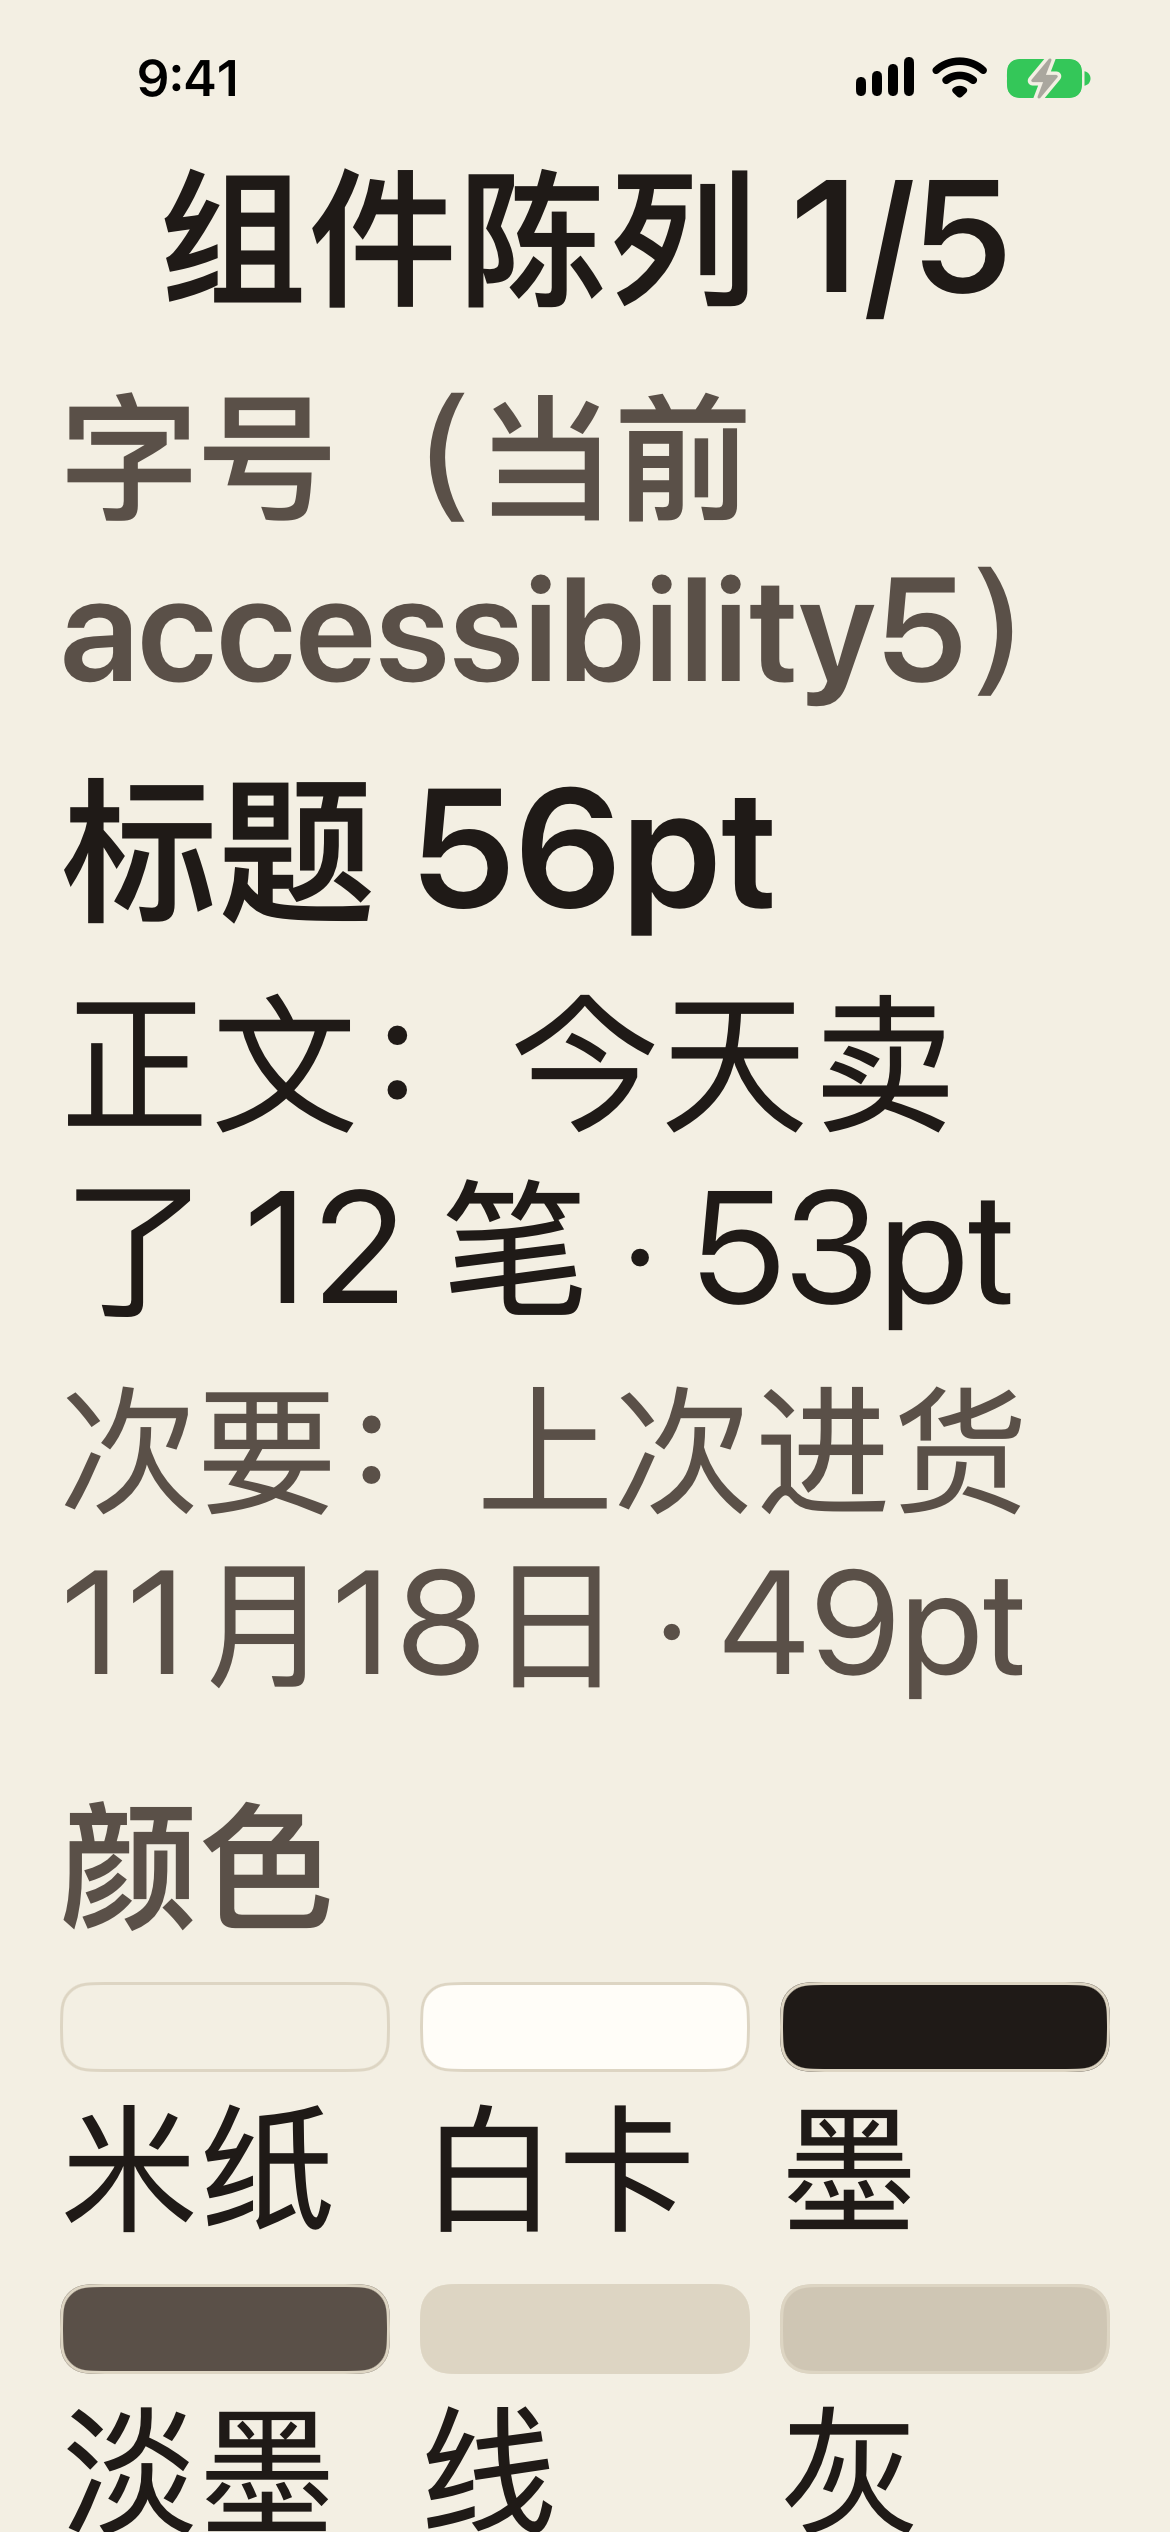 9:41
组件陈列 1/5
字号（当前
accessibility5）
标题 56pt
正文：今天卖
了 12 笔 · 53pt
次要：上次进货
11月18日 · 49pt
颜色
米纸 白卡 墨
淡墨 线 灰